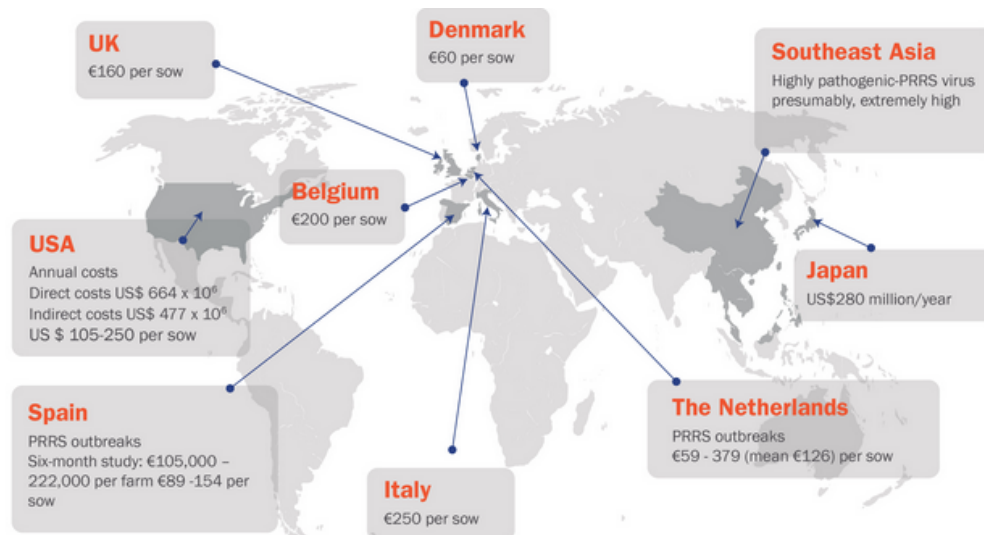 UK
€160 per sow
Denmark
€60 per sow
Southeast Asia
Highly pathogenic-PRRS virus
presumably, extremely high
Belgium
€200 per sow
USA
Annual costs
Direct costs US$ 664 x 10⁶
Indirect costs US$ 477 x 10⁶
US $ 105-250 per sow
Japan
US$280 million/year
Spain
PRRS outbreaks
Six-month study: €105,000 –
222,000 per farm €89 -154 per
sow
Italy
€250 per sow
The Netherlands
PRRS outbreaks
€59 - 379 (mean €126) per sow